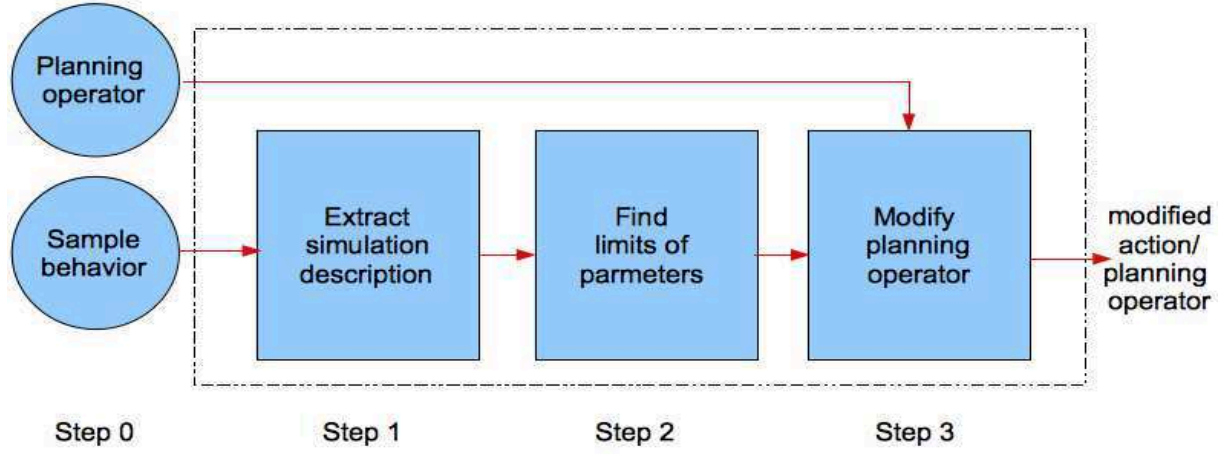 Planning
operator
Sample
behavior
Extract
simulation
description
Find
limits of
parmeters
Modify
planning
operator
modified
action/
planning
operator
Step 0
Step 1
Step 2
Step 3